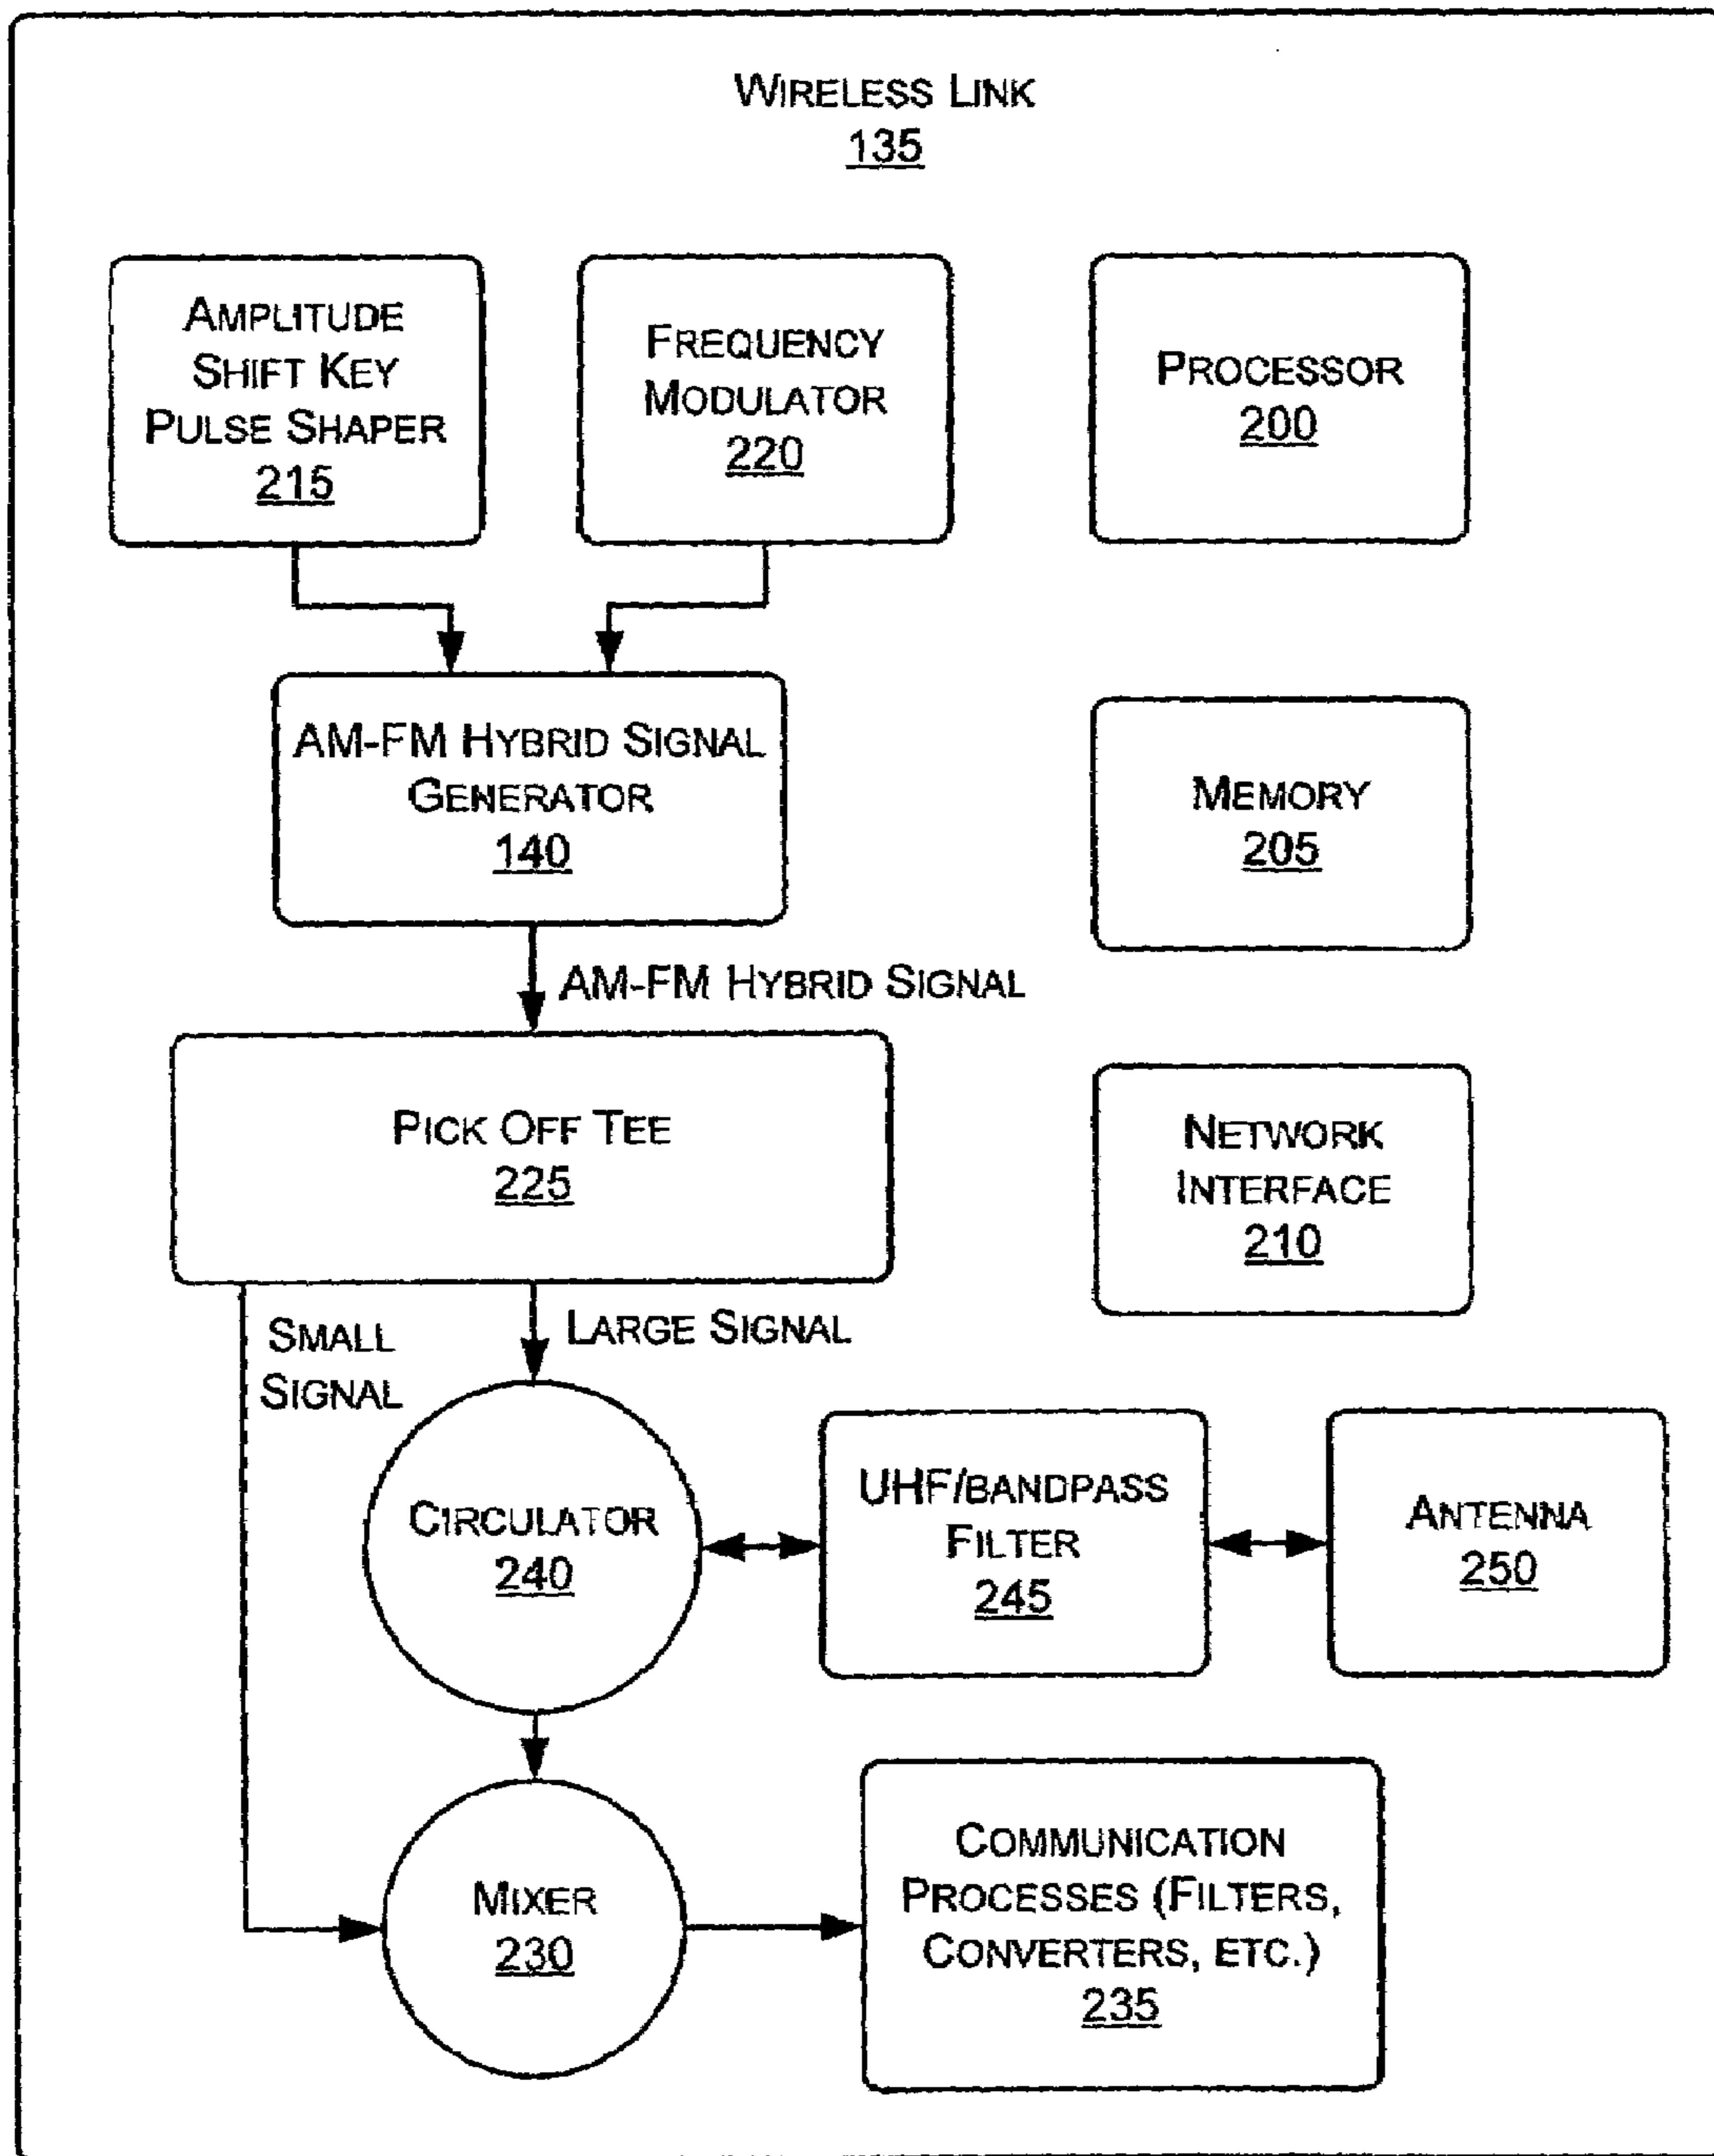 WIRELESS LINK
135
AMPLITUDE
SHIFT KEY
PULSE SHAPER
215
FREQUENCY
MODULATOR
220
PROCESSOR
200
AM-FM HYBRID SIGNAL
GENERATOR
140
MEMORY
205
AM-FM HYBRID SIGNAL
PICK OFF TEE
225
NETWORK
INTERFACE
210
SMALL
SIGNAL
LARGE SIGNAL
CIRCULATOR
240
UHF/BANDPASS
FILTER
245
ANTENNA
250
MIXER
230
COMMUNICATION
PROCESSES (FILTERS,
CONVERTERS, ETC.)
235